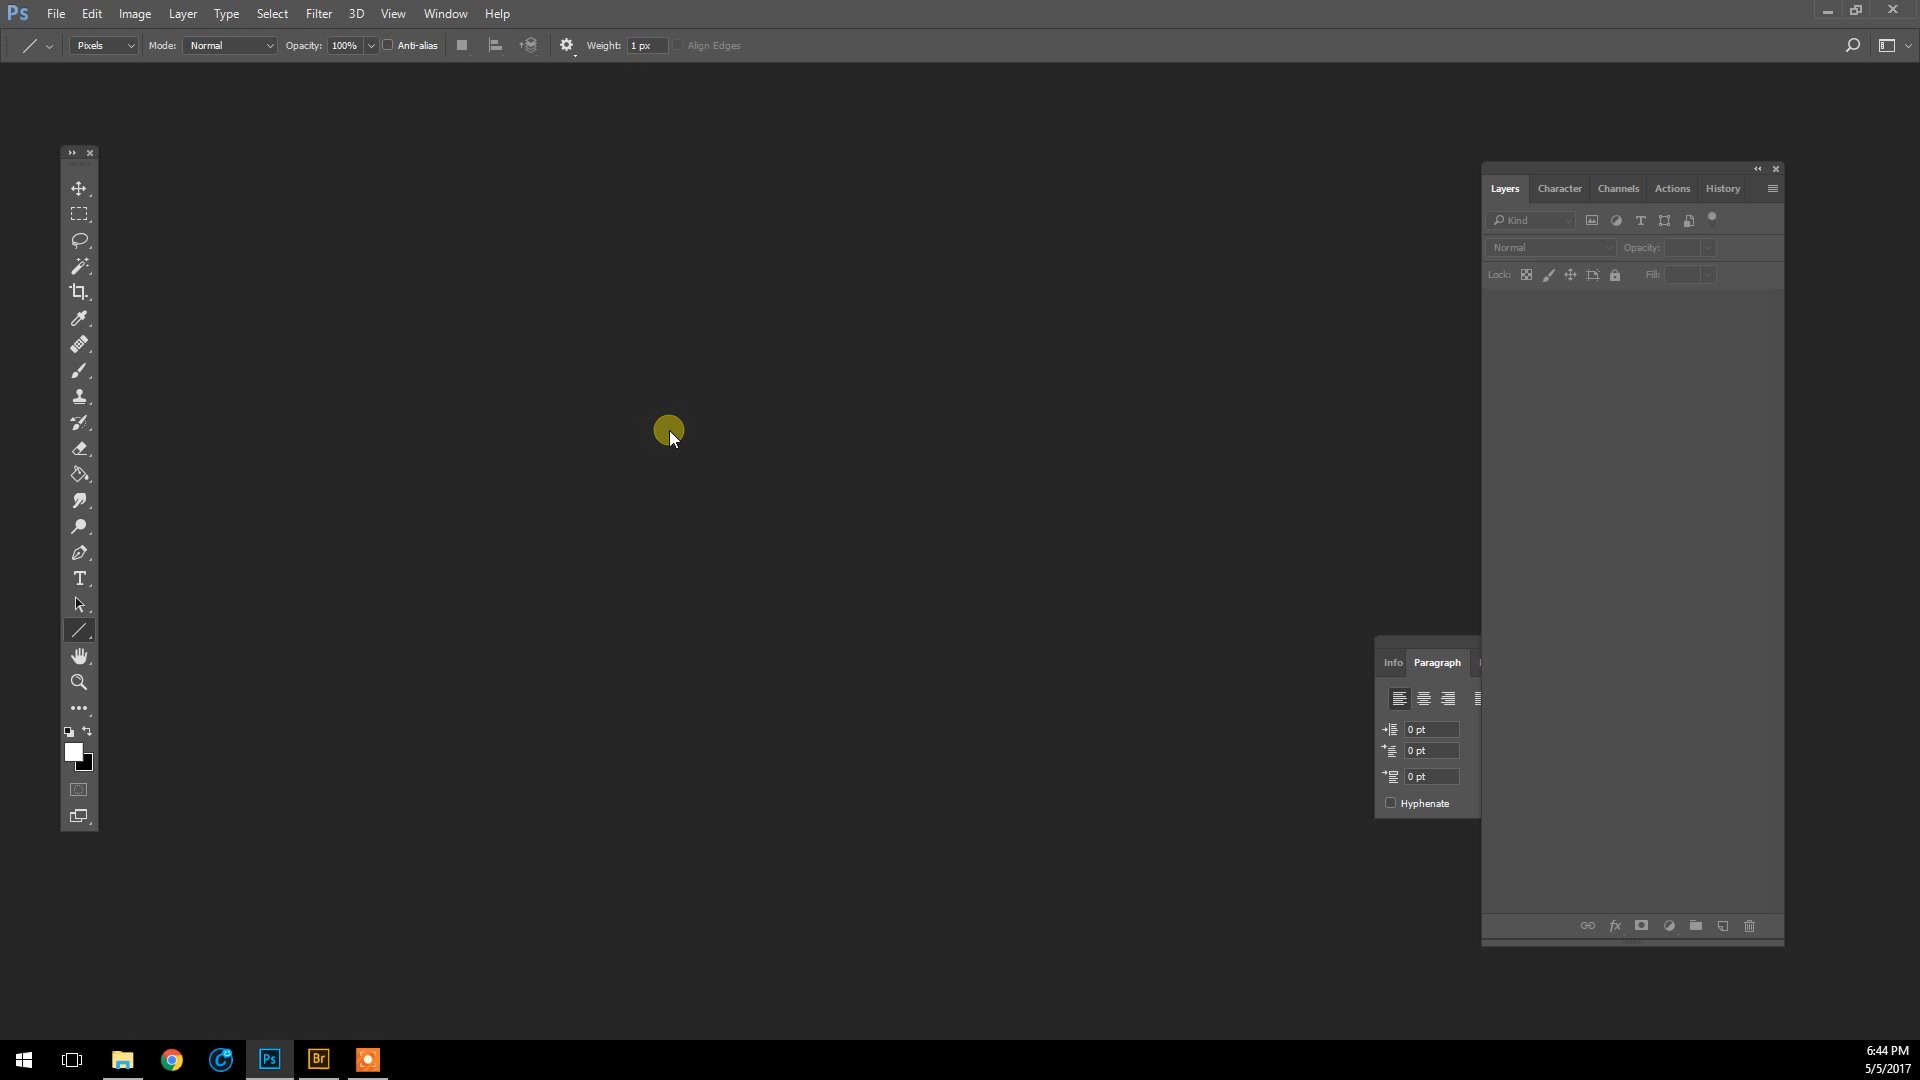 Ps File Edit Image Layer Type Select Filter 3D View Window Help
Pixels Mode: Normal Opacity: 100% Anti-alias Weight: 1 px Align Edges
Layers Character Channels Actions History
Kind
Normal Opacity:
Lock: Fill:
Info Paragraph
0 pt
0 pt
0 pt
Hyphenate
Ps Br
6:44 PM
5/5/2017